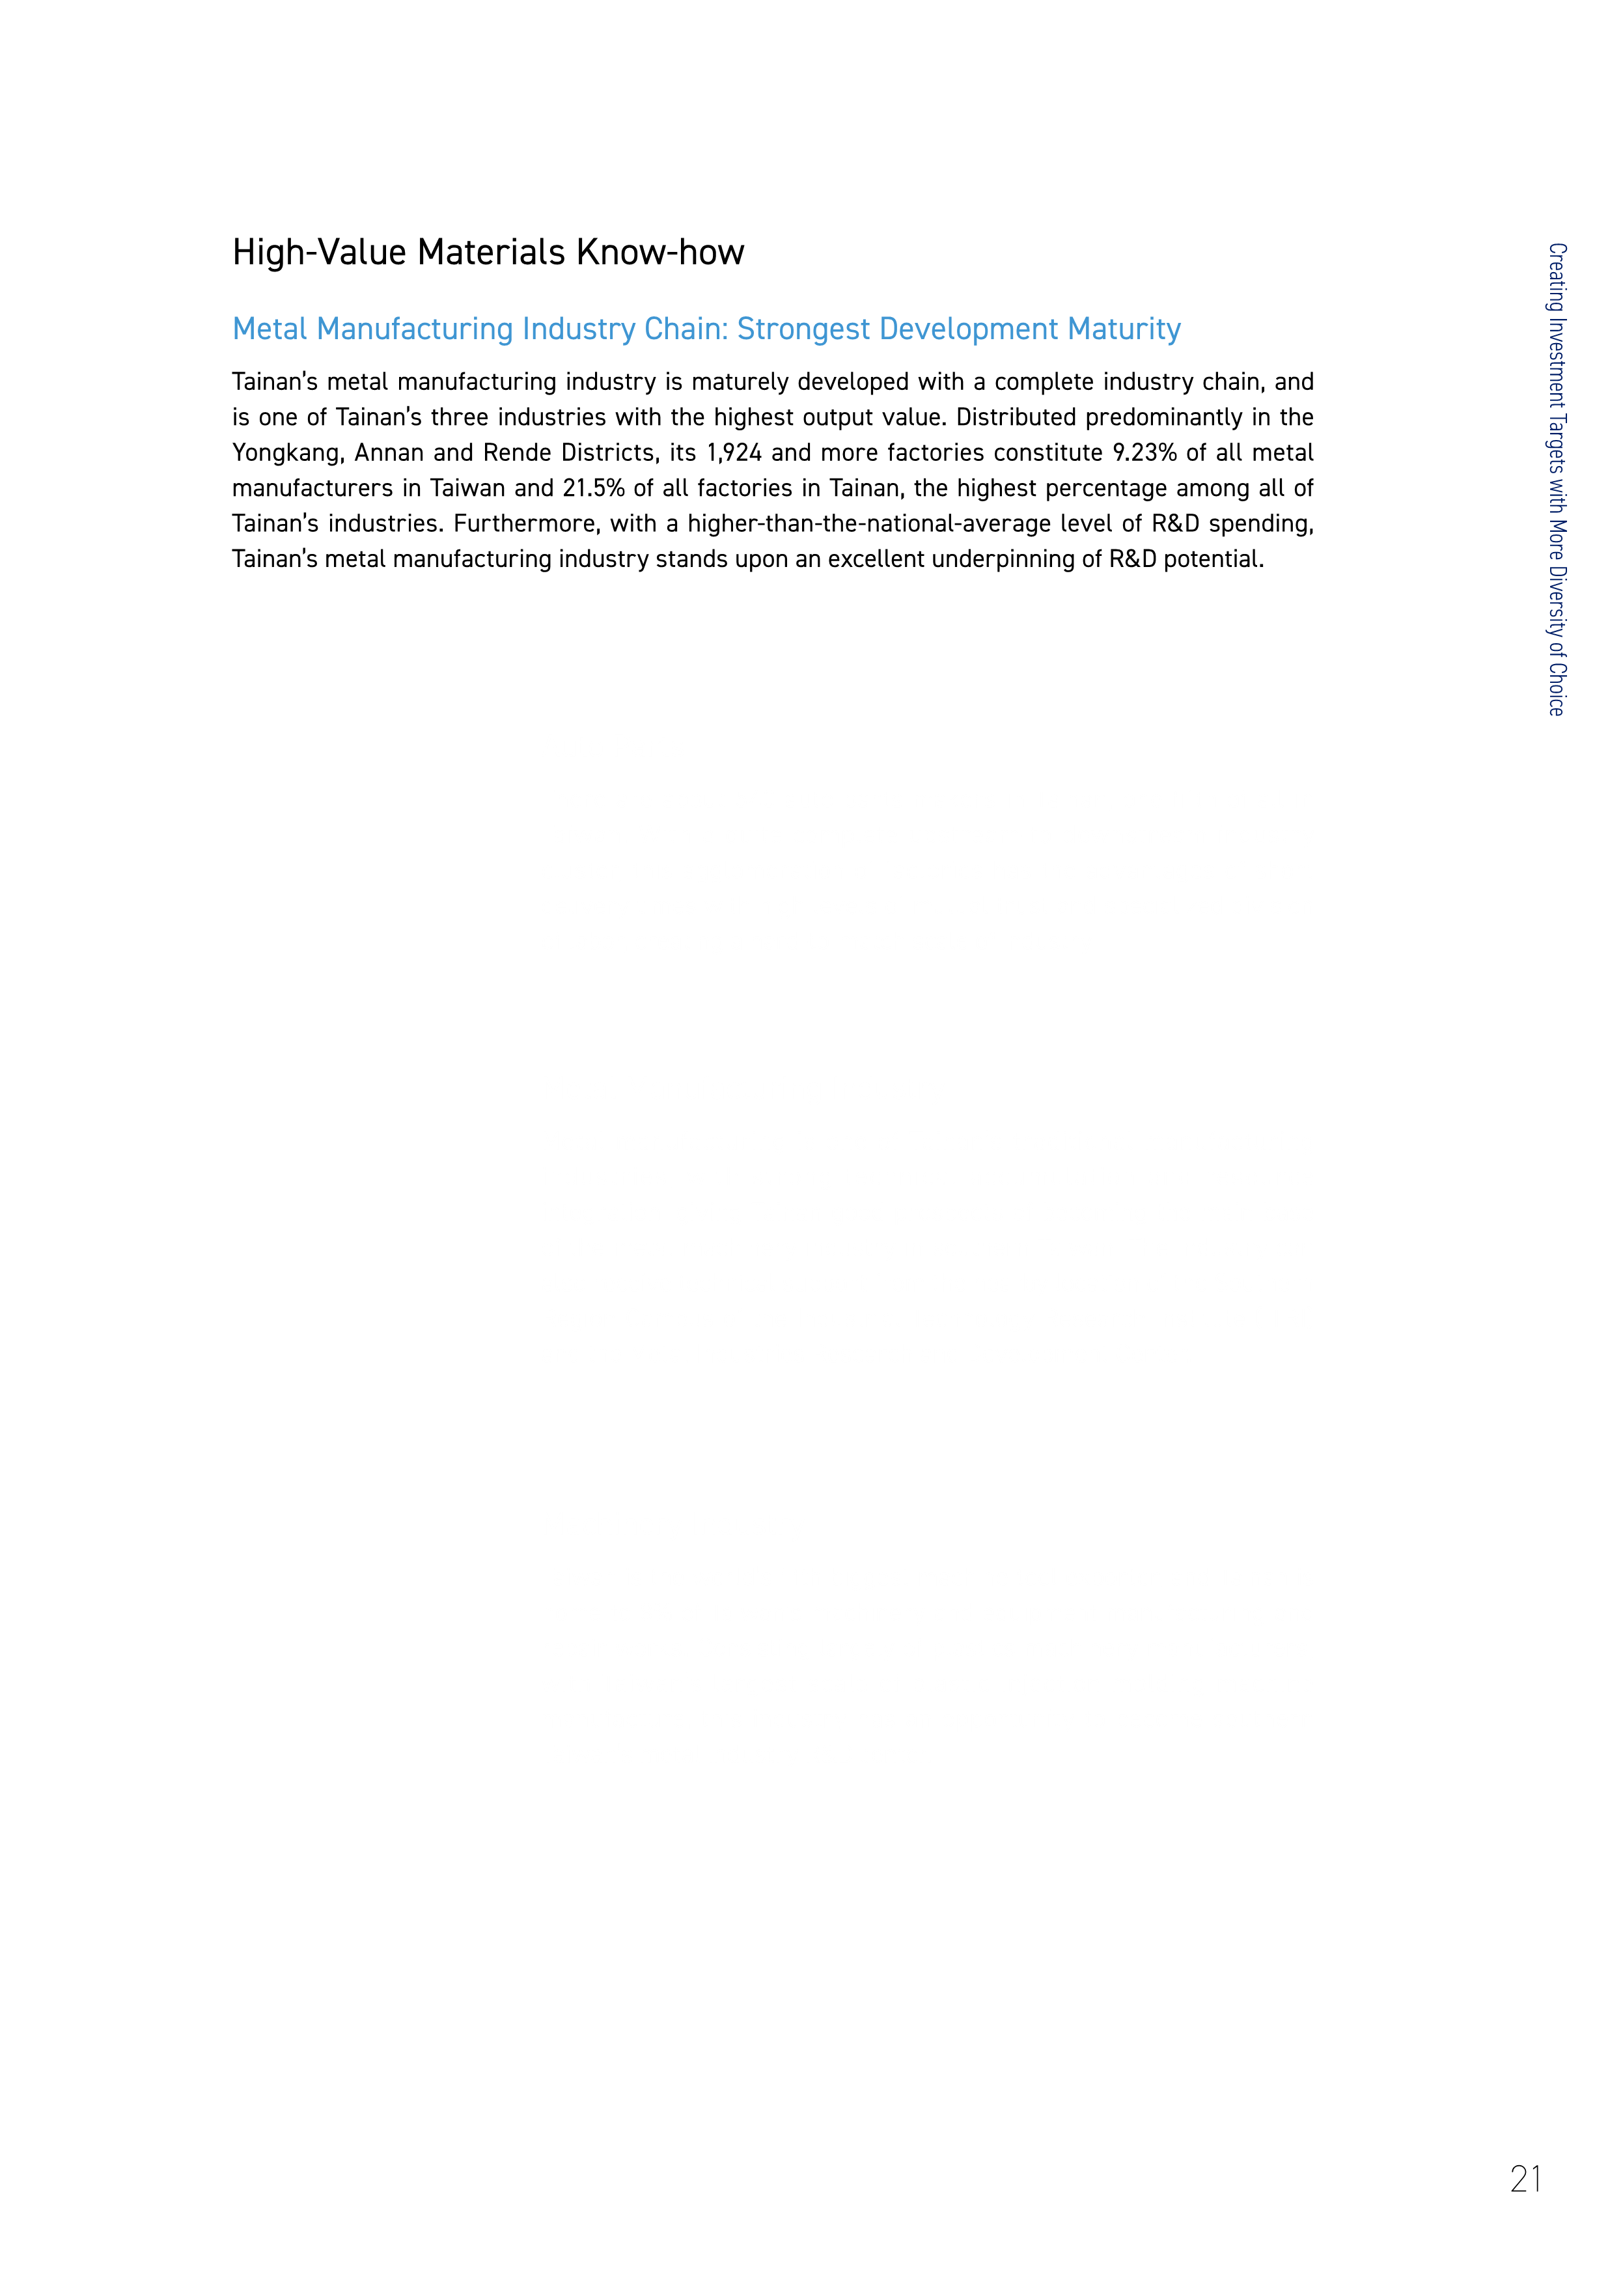 High-Value Materials Know-how
Metal Manufacturing Industry Chain: Strongest Development Maturity
Tainan's metal manufacturing industry is maturely developed with a complete industry chain, and
is one of Tainan's three industries with the highest output value. Distributed predominantly in the
Yongkang, Annan and Rende Districts, its 1,924 and more factories constitute 9.23% of all metal
manufacturers in Taiwan and 21.5% of all factories in Tainan, the highest percentage among all of
Tainan's industries. Furthermore, with a higher-than-the-national-average level of R&D spending,
Tainan's metal manufacturing industry stands upon an excellent underpinning of R&D potential.
Creating Investment Targets with More Diversity of Choice
21